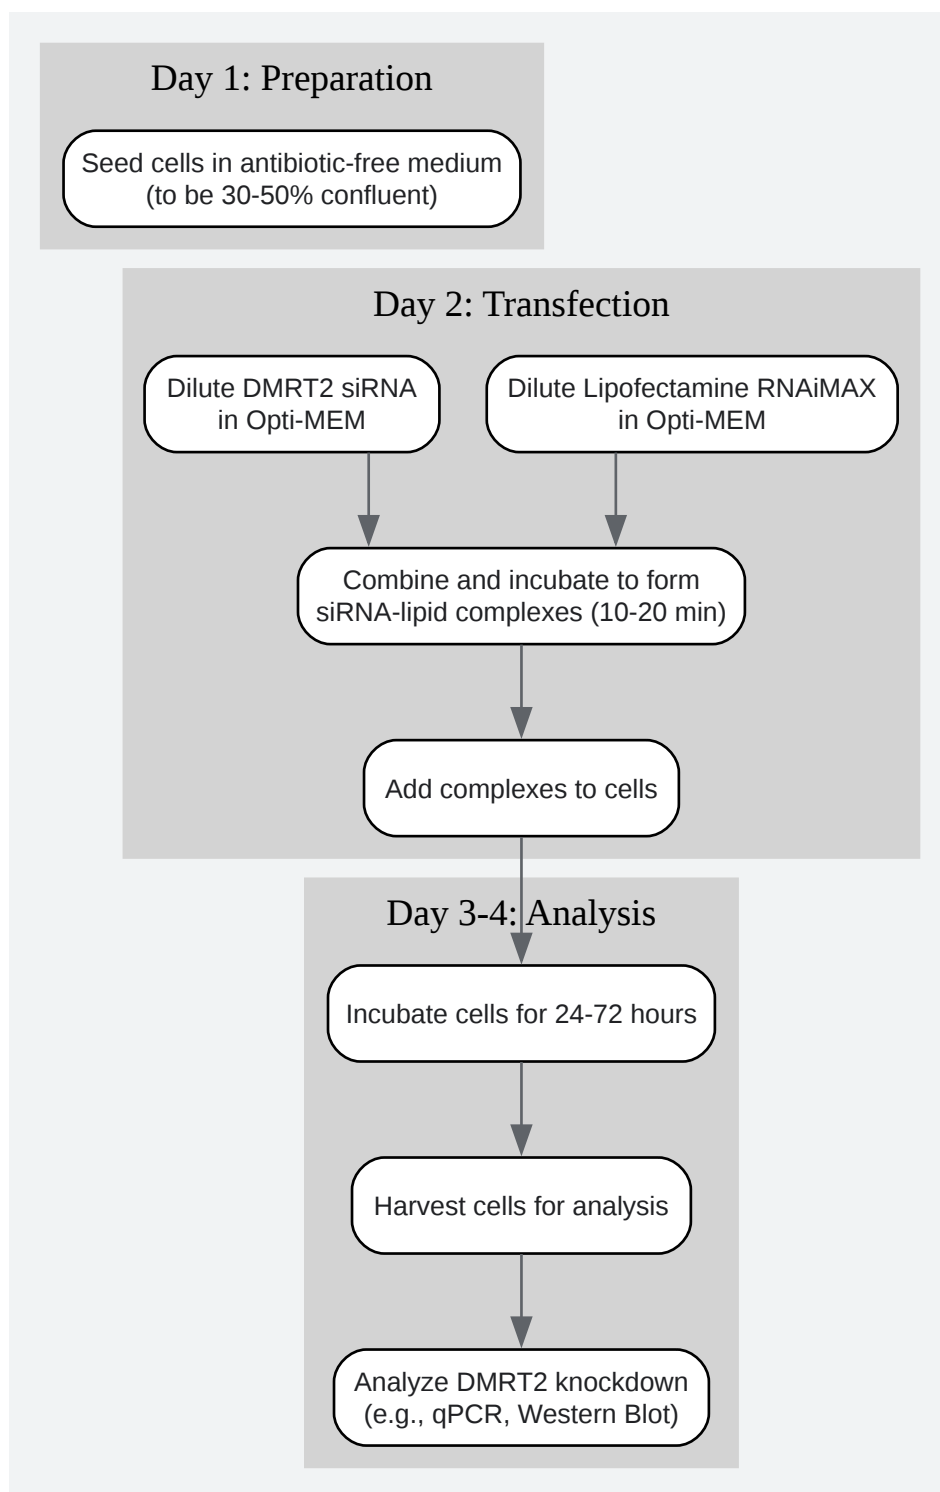 Day 1: Preparation
Seed cells in antibiotic-free medium
(to be 30-50% confluent)
Day 2: Transfection
Dilute DMRT2 siRNA
in Opti-MEM
Dilute Lipofectamine RNAiMAX
in Opti-MEM
Combine and incubate to form
siRNA-lipid complexes (10-20 min)
Add complexes to cells
Day 3-4: Analysis
Incubate cells for 24-72 hours
Harvest cells for analysis
Analyze DMRT2 knockdown
(e.g., qPCR, Western Blot)